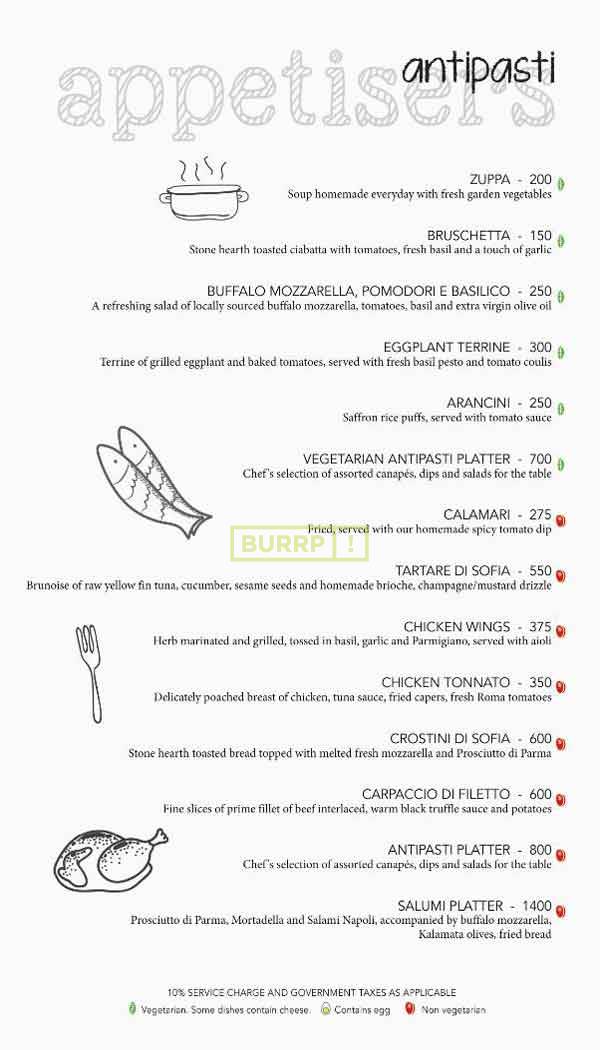 antipasti
appetisers
ZUPPA - 200
Soup homemade everyday with fresh garden vegetables
BRUSCHETTA - 150
Stone hearth toasted ciabatta with tomatoes, fresh basil and a touch of garlic
BUFFALO MOZZARELLA, POMODORI E BASILICO - 250
A refreshing salad of locally sourced buffalo mozzarella, tomatoes, basil and extra virgin olive oil
EGGPLANT TERRINE - 300
Terrine of grilled eggplant and baked tomatoes, served with fresh basil pesto and tomato coulis
ARANCINI - 250
Saffron rice puffs, served with tomato sauce
VEGETARIAN ANTIPASTI PLATTER - 700
Chef's selection of assorted canapés, dips and salads for the table
CALAMARI - 275
Fried, served with our homemade spicy tomato dip
BURRP!
TARTARE DI SOFIA - 550
Brunoise of raw yellow fin tuna, cucumber, sesame seeds and homemade brioche, champagne/mustard drizzle
CHICKEN WINGS - 375
Herb marinated and grilled, tossed in basil, garlic and Parmigiano, served with aioli
CHICKEN TONNATO - 350
Delicately poached breast of chicken, tuna sauce, fried capers, fresh Roma tomatoes
CROSTINI DI SOFIA - 600
Stone hearth toasted bread topped with melted fresh mozzarella and Prosciutto di Parma
CARPACCIO DI FILETTO - 600
Fine slices of prime fillet of beef interlaced, warm black truffle sauce and potatoes
ANTIPASTI PLATTER - 800
Chef's selection of assorted canapés, dips and salads for the table
SALUMI PLATTER - 1400
Prosciutto di Parma, Mortadella and Salami Napoli, accompanied by buffalo mozzarella,
Kalamata olives, fried bread
10% SERVICE CHARGE AND GOVERNMENT TAXES AS APPLICABLE
Vegetarian. Some dishes contain cheese. Contains egg Non vegetarian